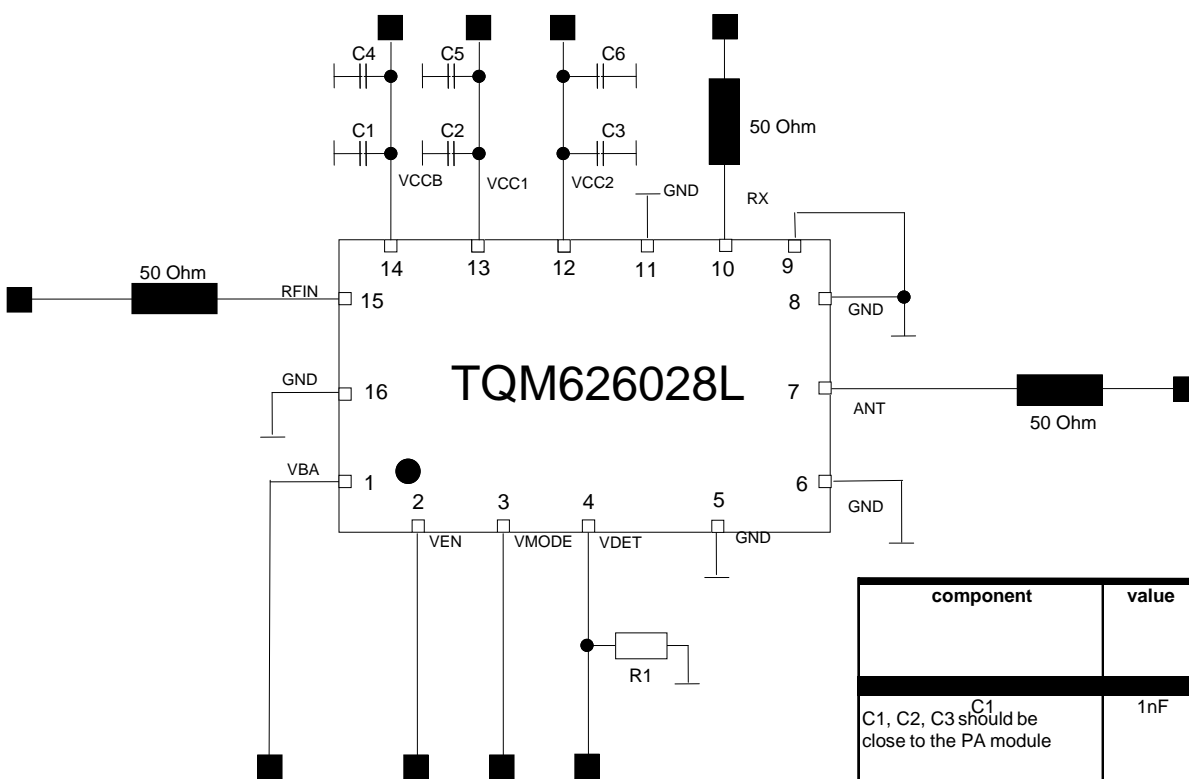 C4
C5
C6
C1
C2
C3
50 Ohm
VCCB
VCC1
VCC2
GND
RX
14
13
12
11
10
9
50 Ohm
RFIN
15
8
GND
GND
16
TQM626028L
7
ANT
50 Ohm
VBA
1
2
3
4
5
6
GND
VEN
VMODE
VDET
GND
R1
component
value
C1
1nF
C1, C2, C3 should be
close to the PA module